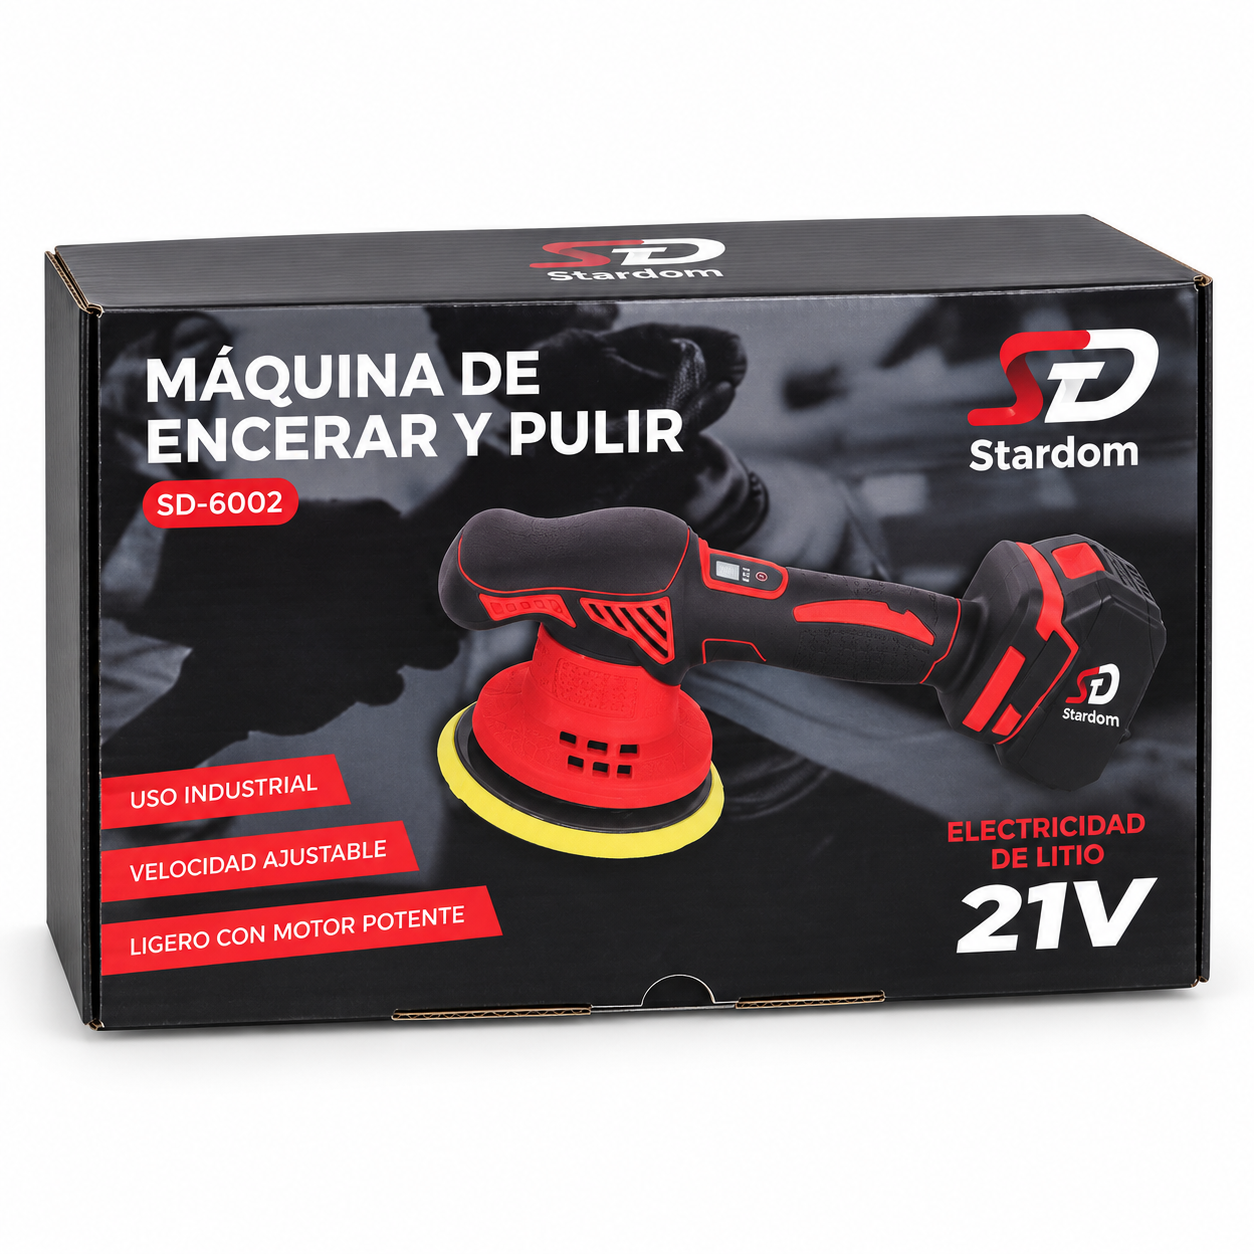 SD
Stardom
MÁQUINA DE
ENCERAR Y PULIR
SD-6002
SD
Stardom
SD
Stardom
USO INDUSTRIAL
VELOCIDAD AJUSTABLE
LIGERO CON MOTOR POTENTE
ELECTRICIDAD
DE LITIO
21V